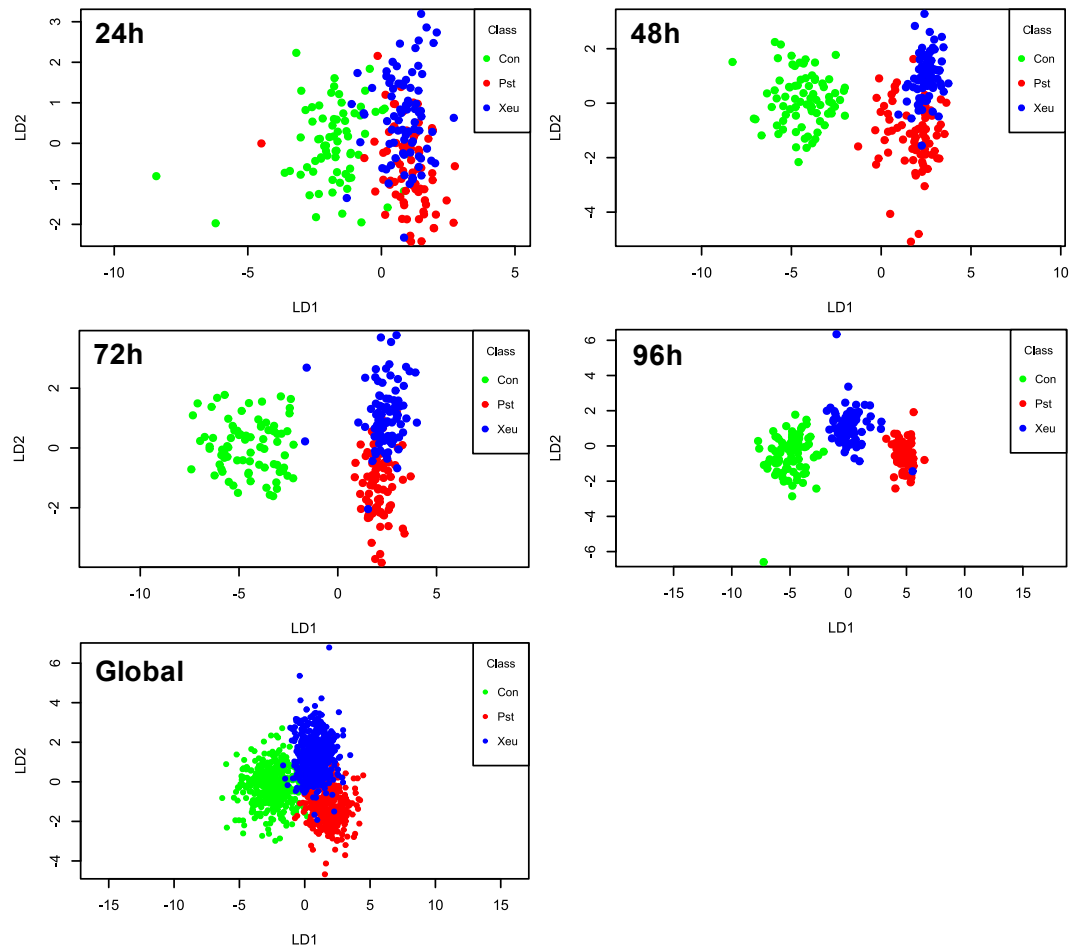 24h
Class
Con
Pst
Xeu
LD2
3
2
1
0
-1
-2
-10
-5
0
5
LD1
48h
Class
Con
Pst
Xeu
LD2
2
0
-2
-4
-10
-5
0
5
10
LD1
72h
Class
Con
Pst
Xeu
LD2
2
0
-2
-10
-5
0
5
LD1
96h
Class
Con
Pst
Xeu
LD2
6
4
2
0
-2
-4
-6
-15
-10
-5
0
5
10
15
LD1
Global
Class
Con
Pst
Xeu
LD2
6
4
2
0
-2
-4
-15
-10
-5
0
5
10
15
LD1